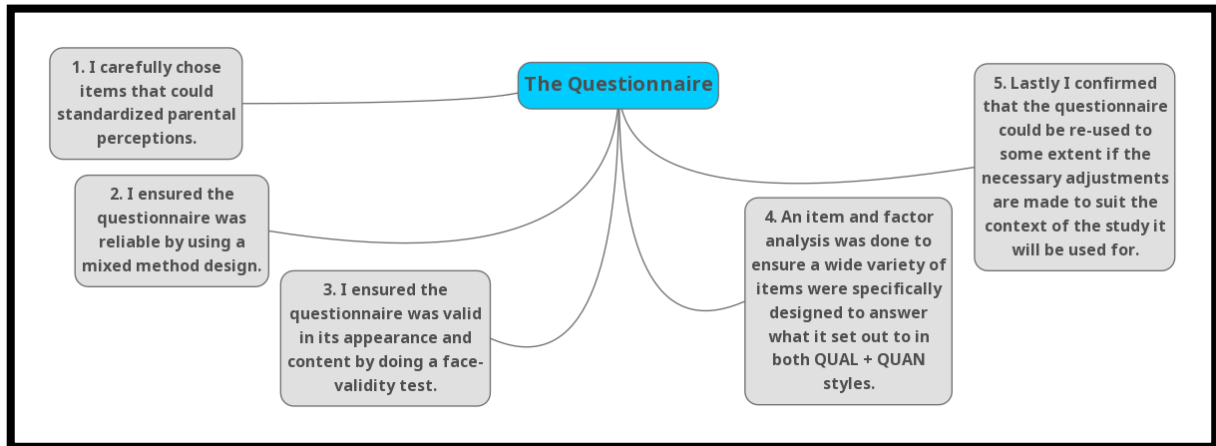 The Questionnaire
1. I carefully chose
items that could
standardized parental
perceptions.
2. I ensured the
questionnaire was
reliable by using a
mixed method design.
3. I ensured the
questionnaire was valid
in its appearance and
content by doing a face-
validity test.
4. An item and factor
analysis was done to
ensure a wide variety of
items were specifically
designed to answer
what it set out to in
both QUAL + QUAN
styles.
5. Lastly I confirmed
that the questionnaire
could be re-used to
some extent if the
necessary adjustments
are made to suit the
context of the study it
will be used for.